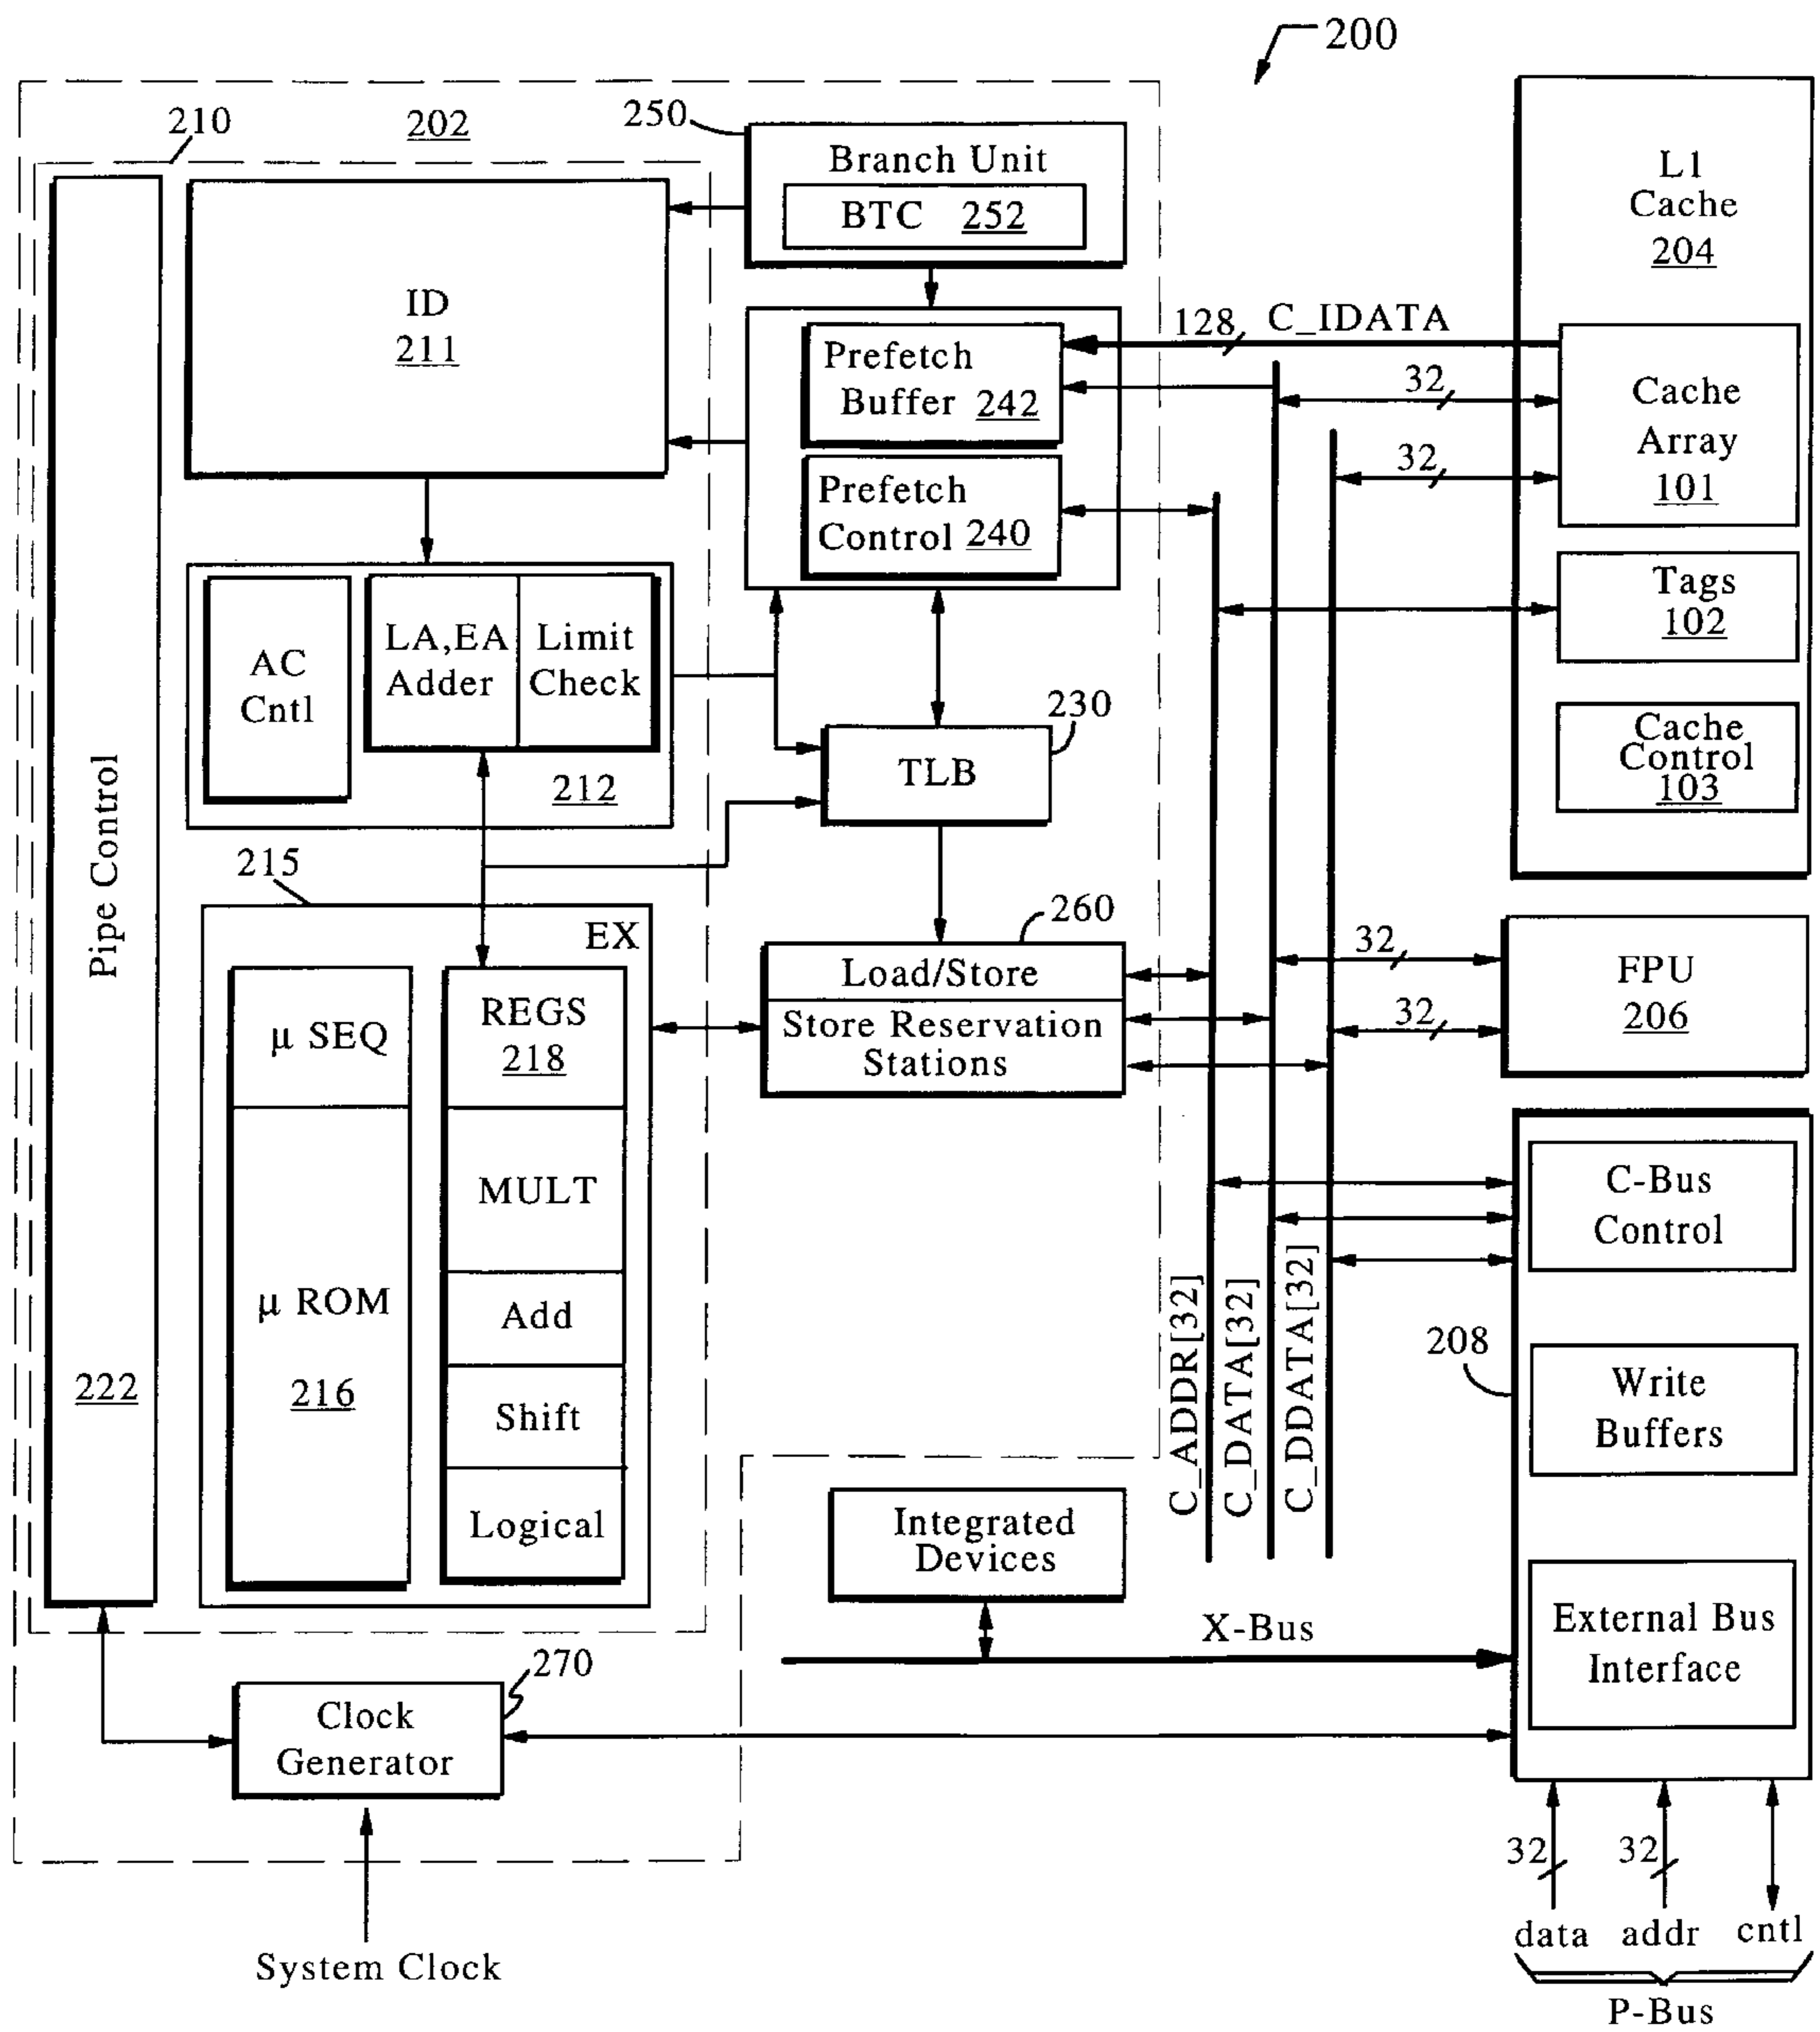 200
210
202
250
Branch Unit
BTC 252
L1
Cache
204
ID
211
128
C_IDATA
Prefetch
Buffer 242
32
Cache
Array
101
32
Prefetch
Control 240
Tags
102
AC
Cntl
LA,EA
Adder
Limit
Check
212
230
TLB
Cache
Control
103
Pipe Control
222
215
EX
260
Load/Store
Store Reservation
Stations
32
32
FPU
206
μ SEQ
REGS
218
MULT
μ ROM
216
Add
Shift
Logical
C_ADDR[32]
C_DATA[32]
C_DDATA[32]
C-Bus
Control
208
Write
Buffers
Integrated
Devices
X-Bus
External Bus
Interface
270
Clock
Generator
System Clock
32
32
data
addr
cntl
P-Bus